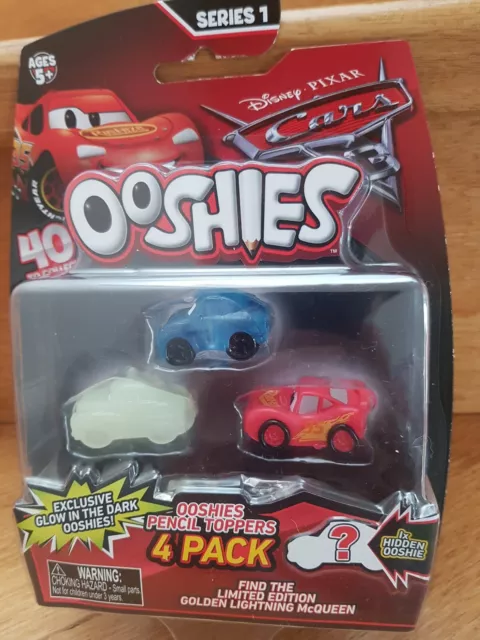 SERIES 1
AGES
5+
Disney · PIXAR
Cars
3
OOSHIES
TM
40
EXCLUSIVE
GLOW IN THE DARK
OOSHIES!
OOSHIES
PENCIL TOPPERS
4 PACK
?
1x
HIDDEN
OOSHIE
WARNING:
CHOKING HAZARD - Small parts
Not for children under 3 years.
FIND THE
LIMITED EDITION
GOLDEN LIGHTNING McQUEEN